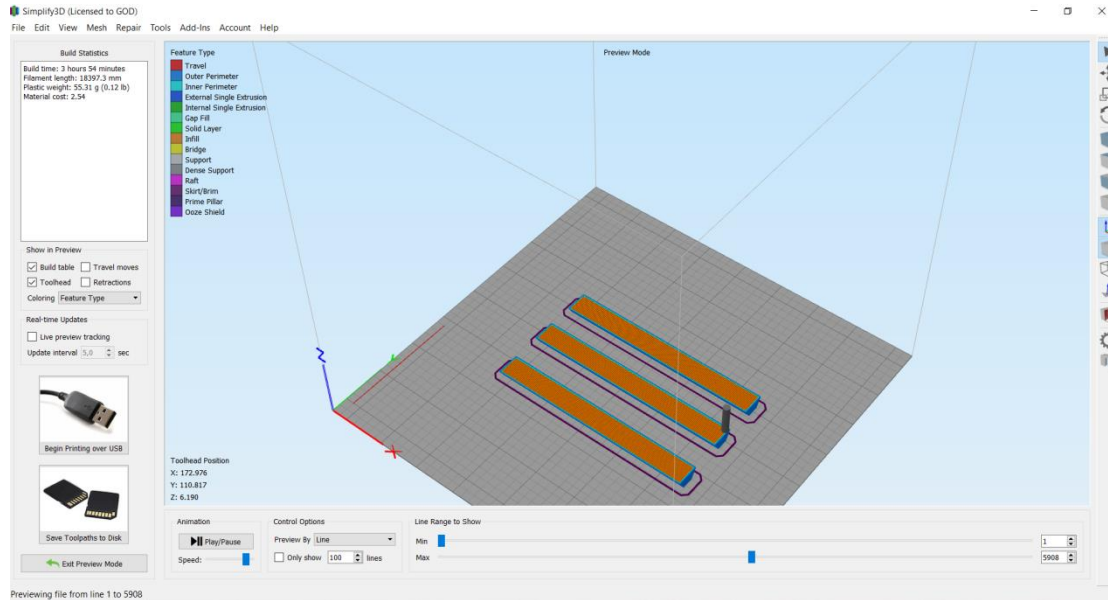 Simplify3D (Licensed to GOD)
File Edit View Mesh Repair Tools Add-Ins Account Help
Build Statistics
Build time: 3 hours 54 minutes
Filament length: 18397.3 mm
Plastic weight: 55.31 g (0.12 lb)
Material cost: 2.54
Show in Preview
Build table Travel moves
Toolhead Retractions
Coloring Feature Type
Real-time Updates
Live preview tracking
Update interval 5,0 sec
Begin Printing over USB
Save Toolpaths to Disk
Exit Preview Mode
Feature Type
Travel
Outer Perimeter
Inner Perimeter
External Single Extrusion
Internal Single Extrusion
Gap Fill
Solid Layer
Infill
Bridge
Support
Dense Support
Raft
Skirt/Brim
Prime Pillar
Ooze Shield
Preview Mode
Z
X
Toolhead Position
X: 172.976
Y: 110.817
Z: 6.190
Animation
Play/Pause
Speed:
Control Options
Preview By Line
Only show 100 lines
Line Range to Show
Min 1
Max 5908
Previewing file from line 1 to 5908